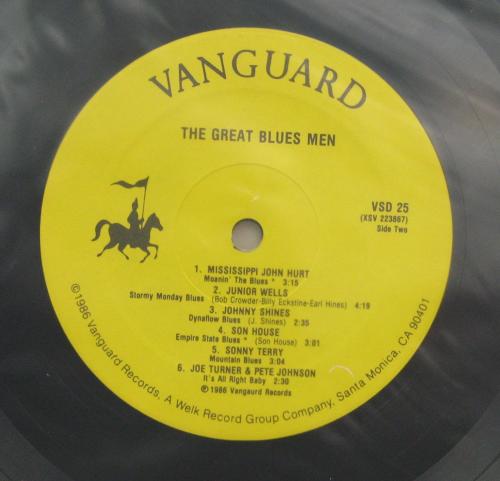 VANGUARD
THE GREAT BLUES MEN
VSD 25
(XSV 223867)
Side Two
1. MISSISSIPPI JOHN HURT
Moanin' The Blues * 3:15
2. JUNIOR WELLS
Stormy Monday Blues (Bob Crowder-Billy Eckstine-Earl Hines) 4:19
3. JOHNNY SHINES
Dynaflow Blues (J. Shines) 2:35
4. SON HOUSE
Empire State Blues * (Son House) 3:01
5. SONNY TERRY
Mountain Blues 3:04
6. JOE TURNER & PETE JOHNSON
It's All Right Baby 2:30
℗1986 Vangaurd Records
©1986 Vanguard Records, A Welk Record Group Company, Santa Monica, CA 90401